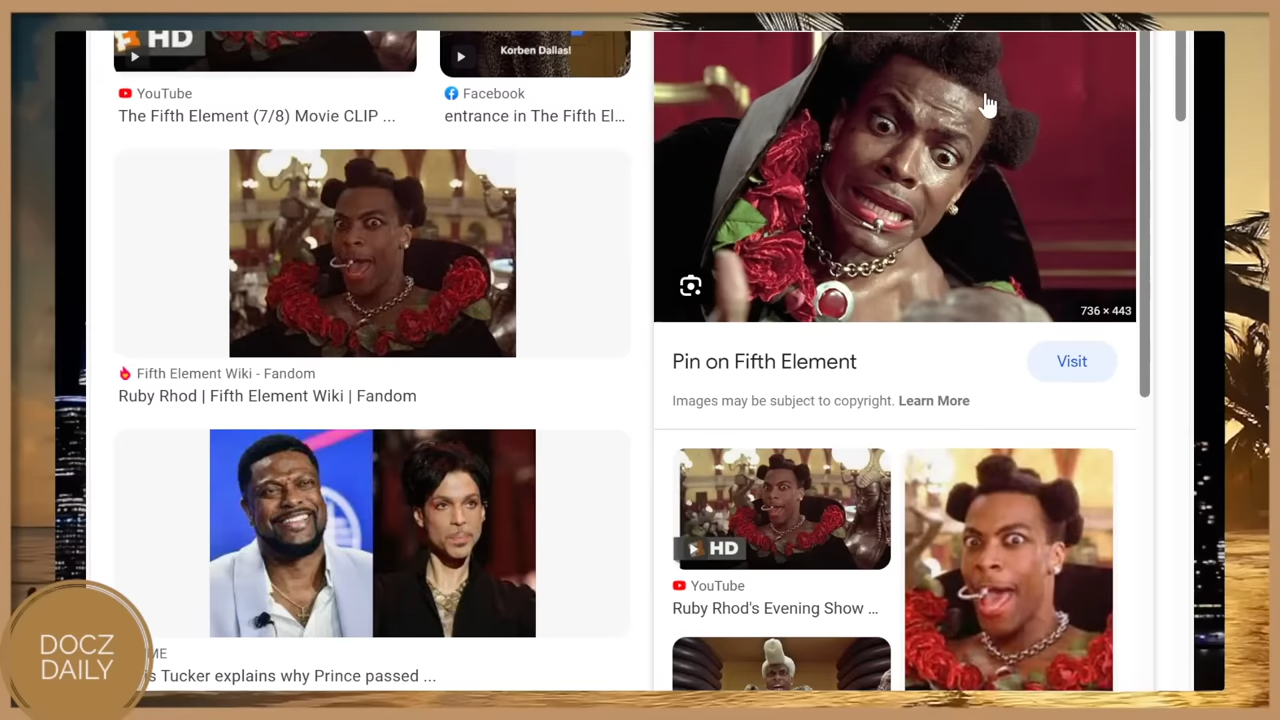 HD
Korben Dallas!
YouTube
Facebook
The Fifth Element (7/8) Movie CLIP ...
entrance in The Fifth El...
736 × 443
Pin on Fifth Element
Visit
Fifth Element Wiki - Fandom
Ruby Rhod | Fifth Element Wiki | Fandom
Images may be subject to copyright. Learn More
HD
YouTube
Ruby Rhod's Evening Show ...
ME
s Tucker explains why Prince passed ...
DOCZ
DAILY